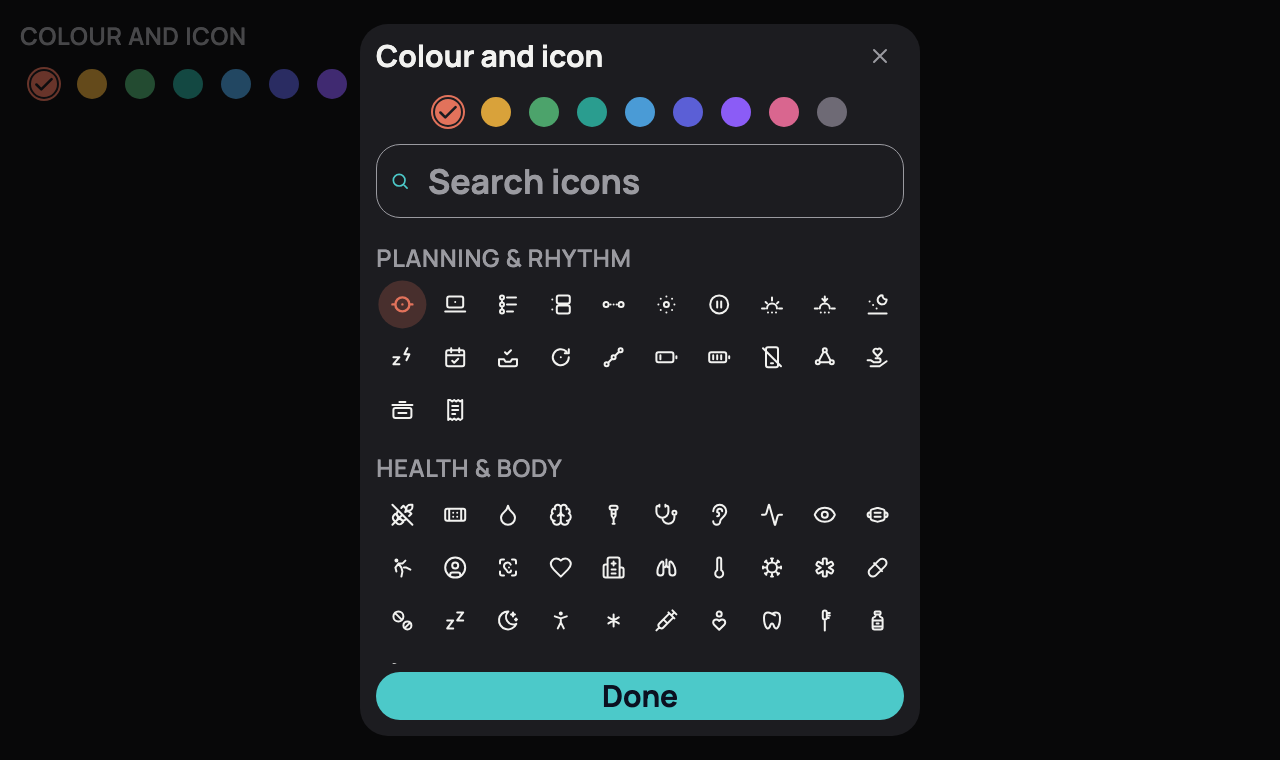 COLOUR AND ICON
Colour and icon
Search icons
PLANNING & RHYTHM
HEALTH & BODY
Done